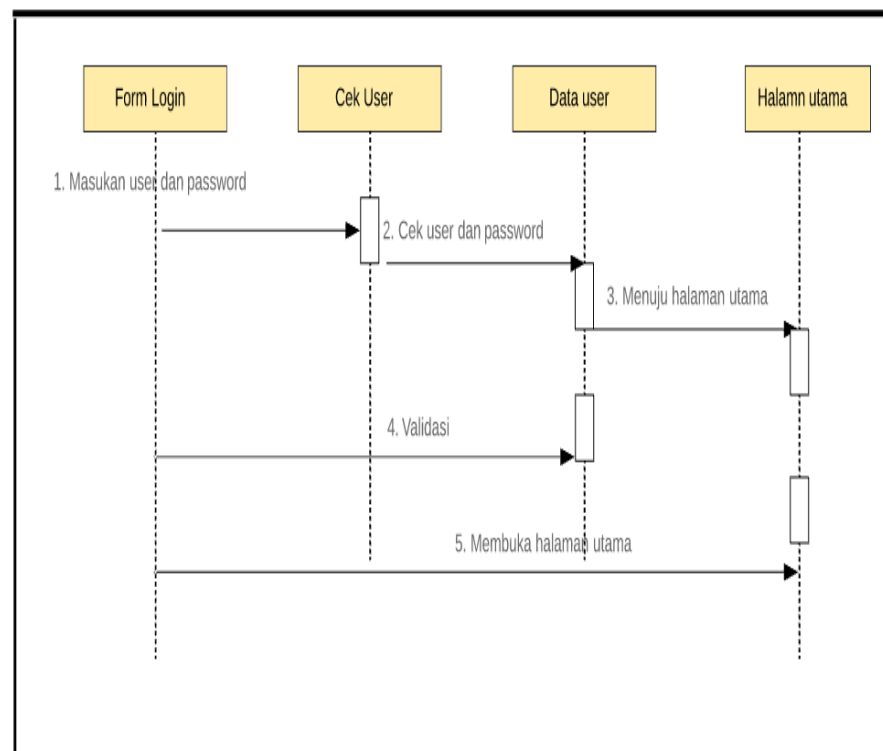 Form Login
Cek User
Data user
Halamn utama
1. Masukan user dan password
2. Cek user dan password
3. Menuju halaman utama
4. Validasi
5. Membuka halaman utama